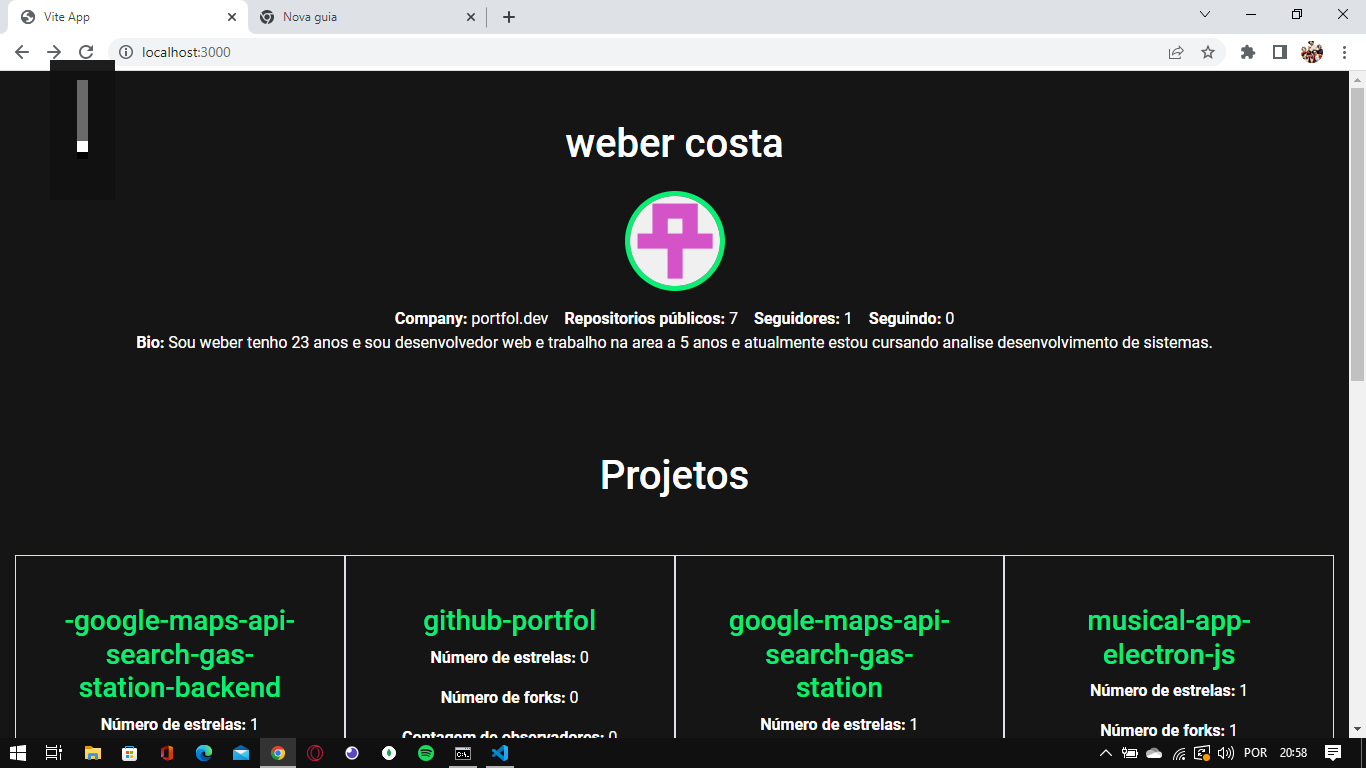 Vite App
Nova guia
localhost:3000
weber costa
Company: portfol.dev Repositorios públicos: 7 Seguidores: 1 Seguindo: 0
Bio: Sou weber tenho 23 anos e sou desenvolvedor web e trabalho na area a 5 anos e atualmente estou cursando analise desenvolvimento de sistemas.
Projetos
-google-maps-api-
search-gas-
station-backend
Número de estrelas: 1
github-portfol
Número de estrelas: 0
Número de forks: 0
Contagem de observadores: 0
google-maps-api-
search-gas-
station
Número de estrelas: 1
musical-app-
electron-js
Número de estrelas: 1
Número de forks: 1
POR
20:58